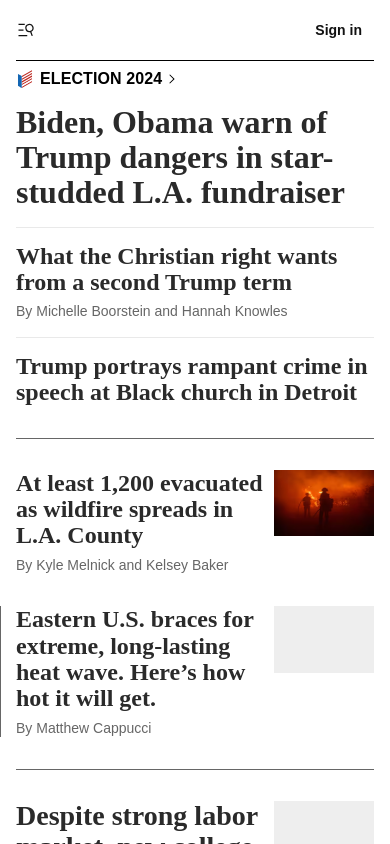 Sign in
ELECTION 2024
Biden, Obama warn of
Trump dangers in star-
studded L.A. fundraiser
What the Christian right wants
from a second Trump term
By Michelle Boorstein and Hannah Knowles
Trump portrays rampant crime in
speech at Black church in Detroit
At least 1,200 evacuated
as wildfire spreads in
L.A. County
By Kyle Melnick and Kelsey Baker
Eastern U.S. braces for
extreme, long-lasting
heat wave. Here’s how
hot it will get.
By Matthew Cappucci
Despite strong labor
market, new college